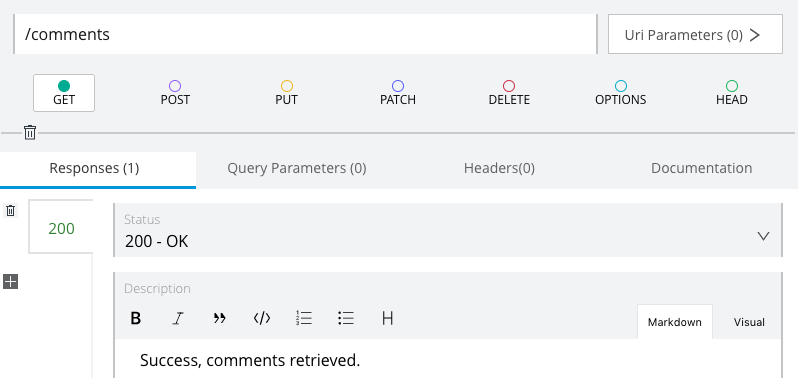 /comments
Uri Parameters (0)
GET POST PUT PATCH DELETE OPTIONS HEAD
Responses (1) Query Parameters (0) Headers(0) Documentation
200
Status
200 - OK
Description
B I H Markdown Visual
Success, comments retrieved.